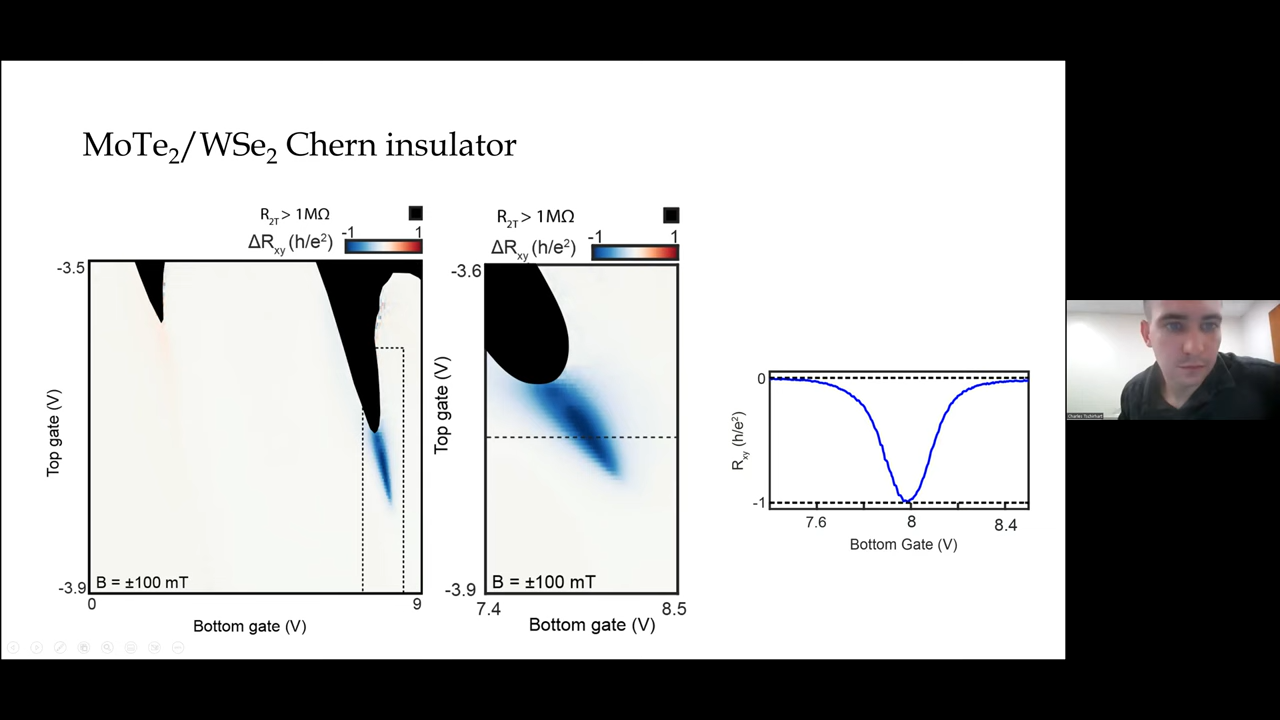 MoTe₂/WSe₂ Chern insulator
R₂T > 1MΩ
-1 1
ΔRxy (h/e²)
-3.5
Top gate (V)
-3.9
B = ±100 mT
0 9
Bottom gate (V)
R₂T > 1MΩ
-1 1
ΔRxy (h/e²)
-3.6
Top gate (V)
-3.9
B = ±100 mT
7.4 8.5
Bottom gate (V)
0
Rxy (h/e²)
-1
7.6 8 8.4
Bottom Gate (V)